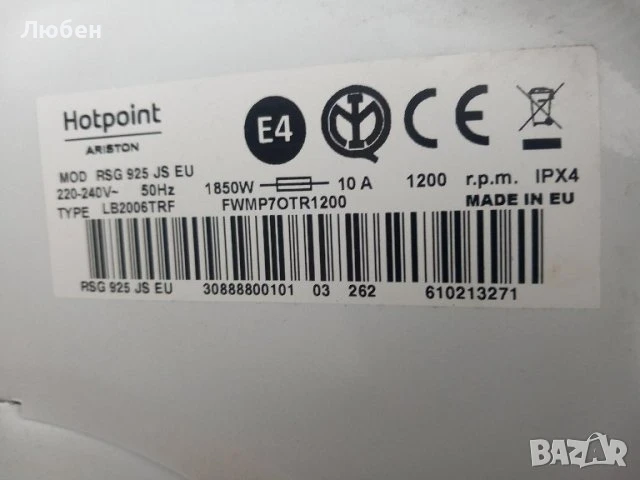 Любен
Hotpoint
ARISTON
E4 CE
MOD RSG 925 JS EU
220-240V~ 50Hz 1850W 10 A 1200 r.p.m. IPX4
TYPE LB2006TRF FWMP7OTR1200 MADE IN EU
RSG 925 JS EU 30888800101 03 262 610213271
BAZAR